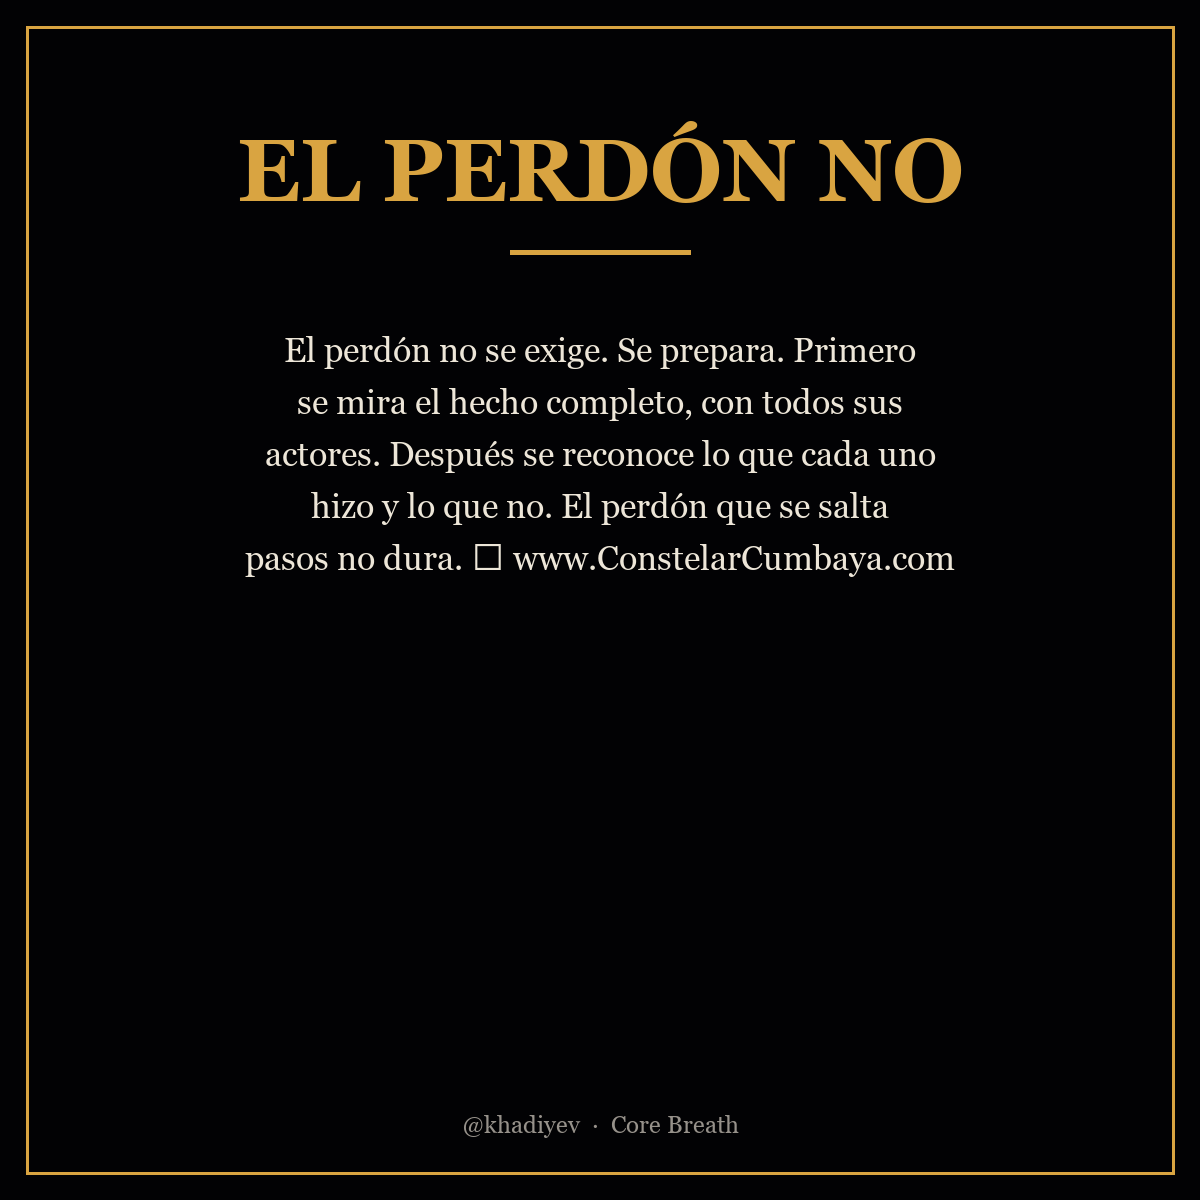 EL PERDÓN NO
El perdón no se exige. Se prepara. Primero
se mira el hecho completo, con todos sus
actores. Después se reconoce lo que cada uno
hizo y lo que no. El perdón que se salta
pasos no dura. □ www.ConstelarCumbaya.com
@khadiyev · Core Breath